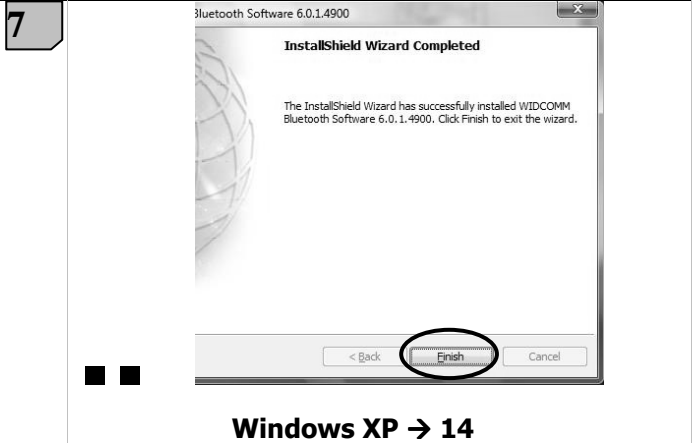 7
Bluetooth Software 6.0.1.4900
InstallShield Wizard Completed
The InstallShield Wizard has successfully installed WIDCOMM
Bluetooth Software 6.0.1.4900. Click Finish to exit the wizard.
< Back Finish Cancel
Windows XP → 14